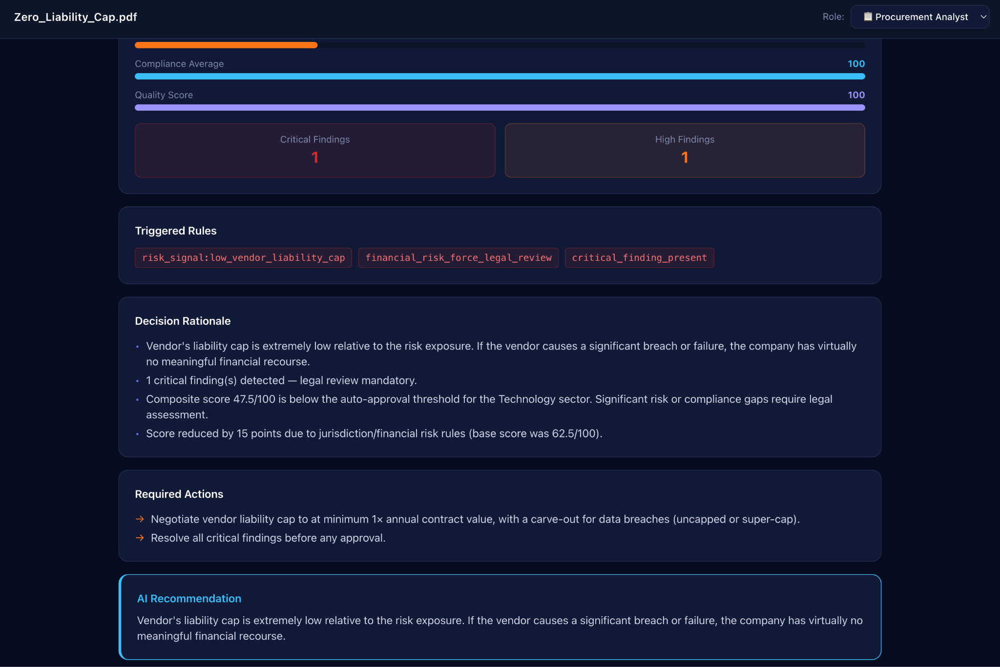 Zero_Liability_Cap.pdf
Role:
Procurement Analyst
Compliance Average
100
Quality Score
100
Critical Findings
1
High Findings
1
Triggered Rules
risk_signal:low_vendor_liability_cap
financial_risk_force_legal_review
critical_finding_present
Decision Rationale
• Vendor's liability cap is extremely low relative to the risk exposure. If the vendor causes a significant breach or failure, the company has virtually
no meaningful financial recourse.
• 1 critical finding(s) detected — legal review mandatory.
• Composite score 47.5/100 is below the auto-approval threshold for the Technology sector. Significant risk or compliance gaps require legal
assessment.
• Score reduced by 15 points due to jurisdiction/financial risk rules (base score was 62.5/100).
Required Actions
→ Negotiate vendor liability cap to at minimum 1× annual contract value, with a carve-out for data breaches (uncapped or super-cap).
→ Resolve all critical findings before any approval.
AI Recommendation
Vendor's liability cap is extremely low relative to the risk exposure. If the vendor causes a significant breach or failure, the company has virtually no
meaningful financial recourse.